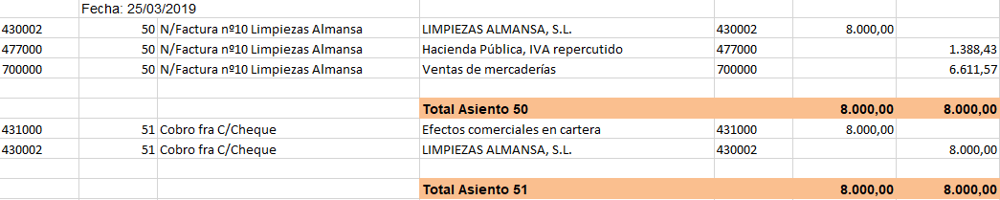 Fecha: 25/03/2019
430002 50 N/Factura nº10 Limpiezas Almansa LIMPIEZAS ALMANSA, S.L. 430002 8.000,00
477000 50 N/Factura nº10 Limpiezas Almansa Hacienda Pública, IVA repercutido 477000 1.388,43
700000 50 N/Factura nº10 Limpiezas Almansa Ventas de mercaderías 700000 6.611,57
Total Asiento 50 8.000,00 8.000,00
431000 51 Cobro fra C/Cheque Efectos comerciales en cartera 431000 8.000,00
430002 51 Cobro fra C/Cheque LIMPIEZAS ALMANSA, S.L. 430002 8.000,00
Total Asiento 51 8.000,00 8.000,00